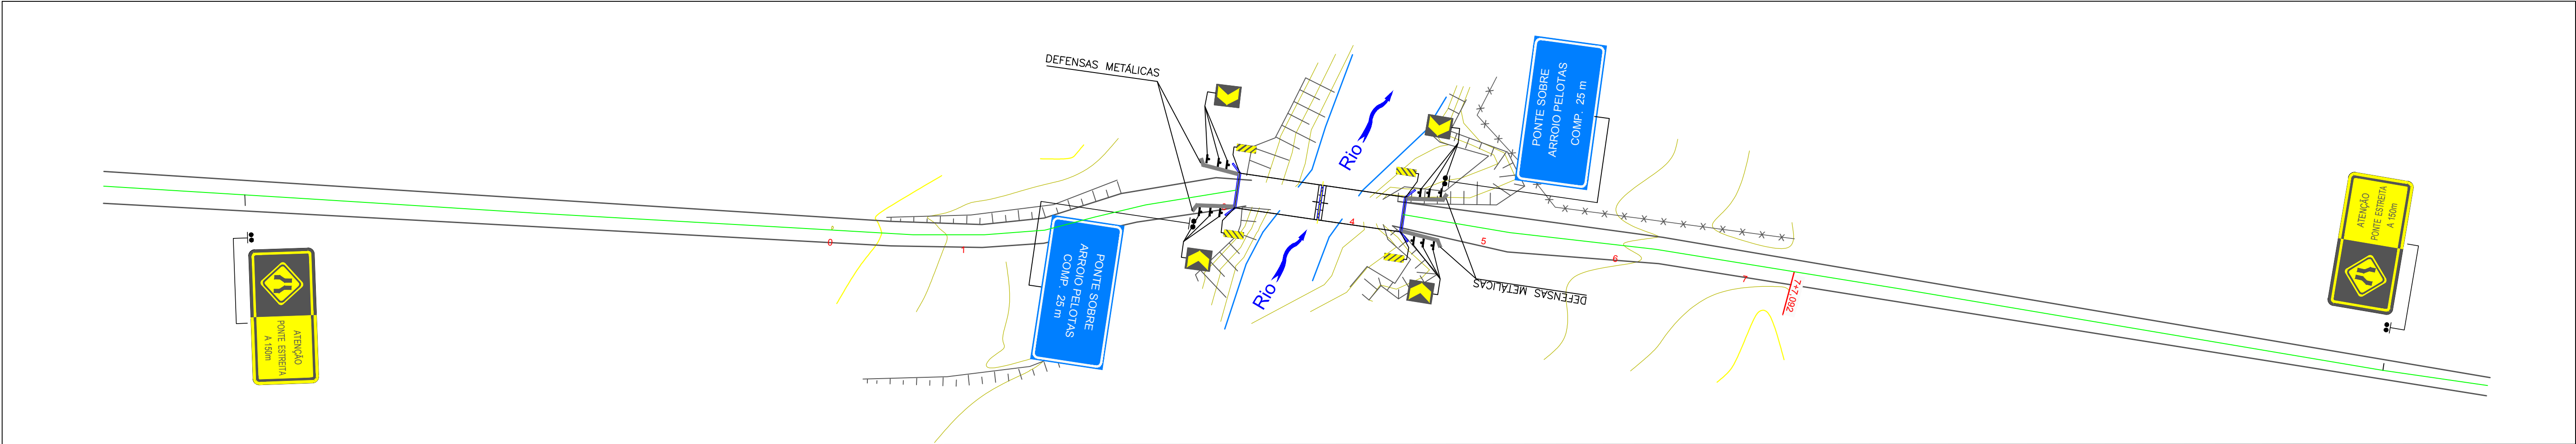 DEFENSAS METÁLICAS
PONTE SOBRE
ARROIO PELOTAS
COMP. 25 m
Rio
Rio
ATENÇÃO
PONTE ESTREITA
A 150m
ATENÇÃO
PONTE ESTREITA
A 150m
PONTE SOBRE
ARROIO PELOTAS
COMP. 25 m
DEFENSAS METÁLICAS
0
1
4
5
6
7
7+7.092